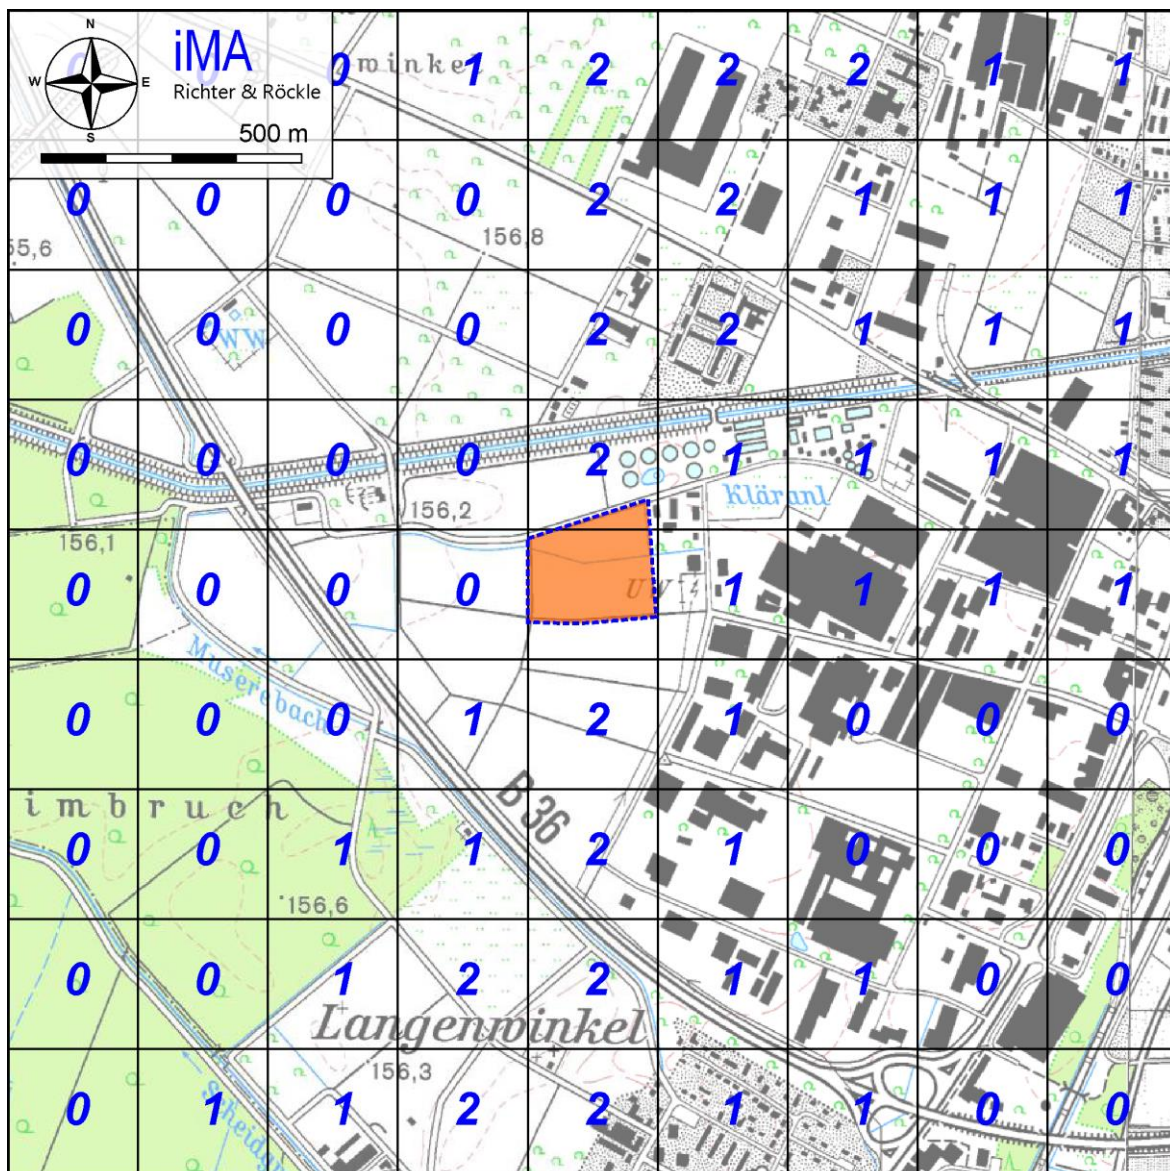 N
W E
S
iMA
Richter & Röckle
500 m
0 0 0 1 2 2 2 1 1
winkel
0 0 0 0 2 2 1 1 1
156,8
55,6
0 0 0 0 2 2 1 1 1
WW
0 0 0 0 2 1 1 1 1
Kläranl
156,2
156,1
0 0 0 0 1 1 1 1
UW
Muserebach
0 0 0 1 2 1 0 0 0
B 36
imbruch
0 0 1 1 2 1 0 0 0
156,6
0 0 1 2 2 1 1 0 0
Langenwinkel
156,3
0 1 1 2 2 1 1 0 0
Scheidgr